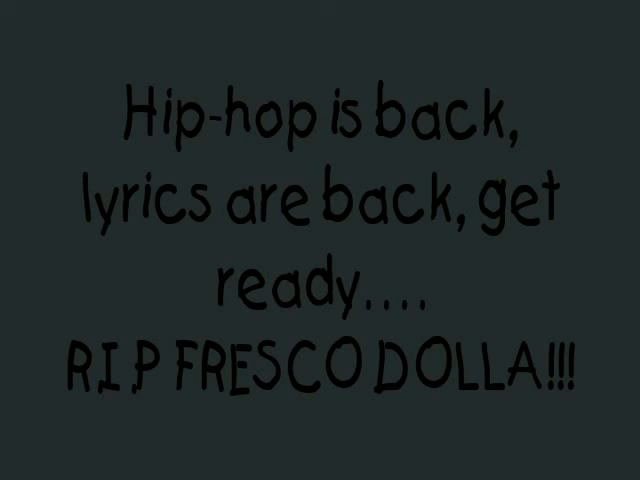 Hip-hop is back,
lyrics are back, get
ready....
R.I.P FRESCO DOLLA!!!